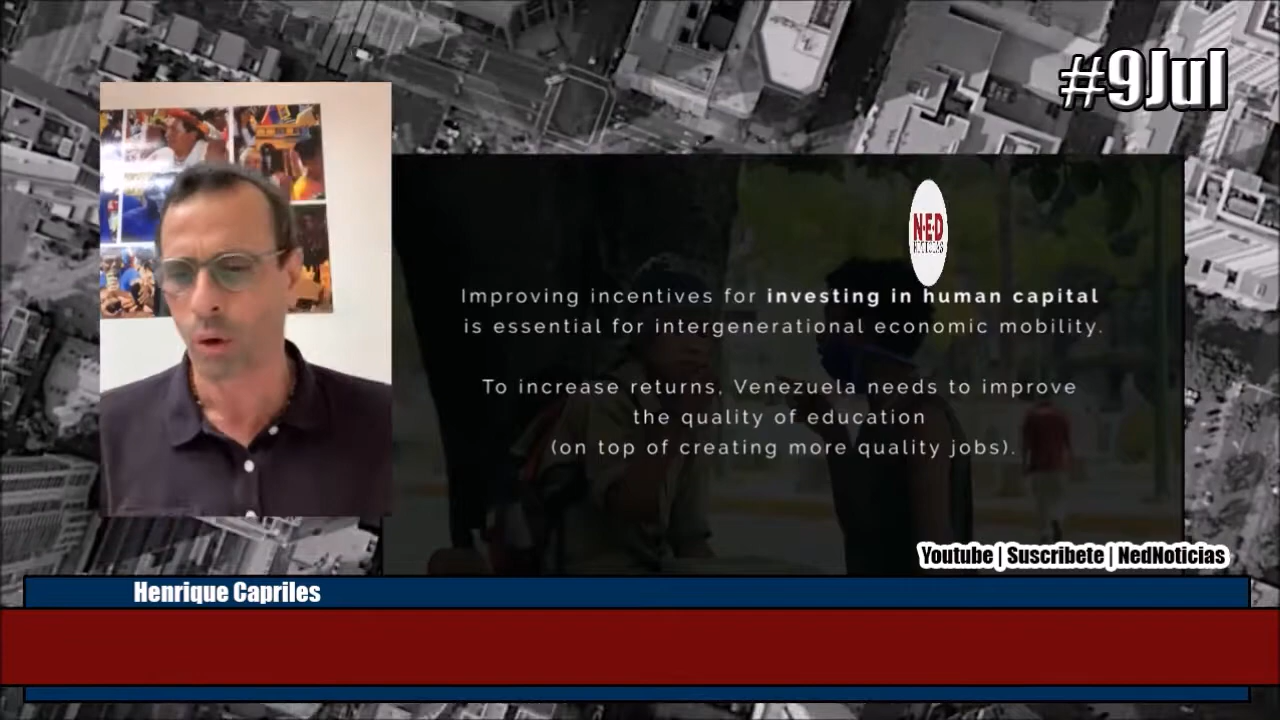 #9Jul
N.E.D
NOTICIAS
Improving incentives for investing in human capital
is essential for intergenerational economic mobility.
To increase returns, Venezuela needs to improve
the quality of education
(on top of creating more quality jobs).
Youtube | Suscribete | NedNoticias
Henrique Capriles